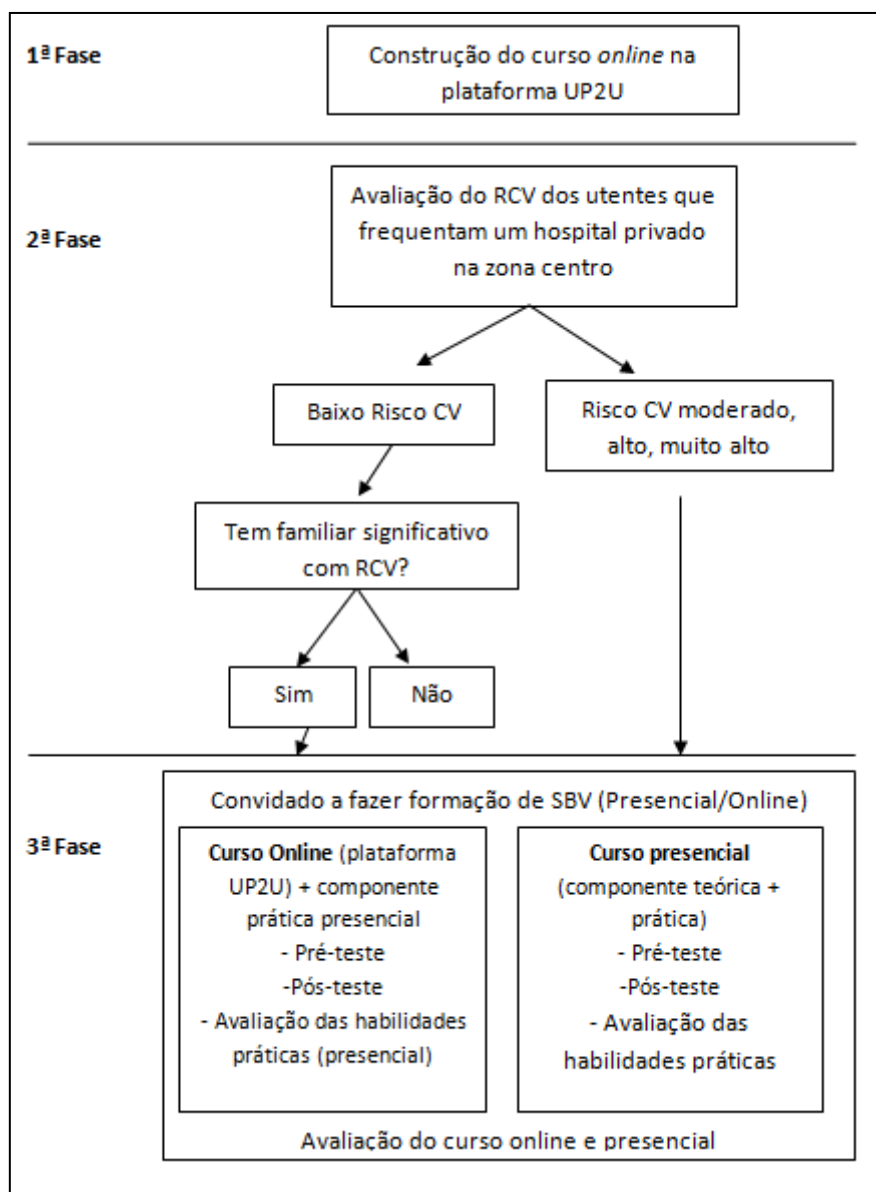 1ª Fase
Construção do curso online na
plataforma UP2U
2ª Fase
Avaliação do RCV dos utentes que
frequentam um hospital privado
na zona centro
Baixo Risco CV
Risco CV moderado,
alto, muito alto
Tem familiar significativo
com RCV?
Sim
Não
3ª Fase
Convidado a fazer formação de SBV (Presencial/Online)
Curso Online (plataforma
UP2U) + componente
prática presencial
- Pré-teste
-Pós-teste
- Avaliação das habilidades
práticas (presencial)
Curso presencial
(componente teórica +
prática)
- Pré-teste
-Pós-teste
- Avaliação das
habilidades práticas
Avaliação do curso online e presencial